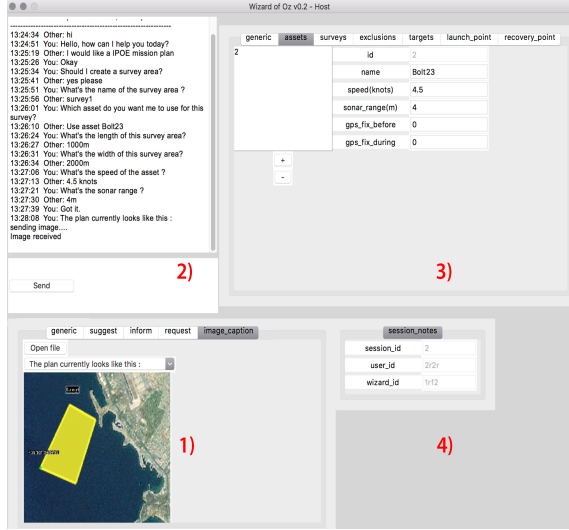 Wizard of Oz v0.2 - Host
13:24:34 Other: hi
13:24:51 You: Hello, how can I help you today?
13:25:19 Other: I would like a IPOE mission plan
13:25:26 You: Okay
13:25:34 You: Should I create a survey area?
13:25:41 Other: yes please
13:25:51 You: What's the name of the survey area ?
13:25:56 Other: survey1
13:26:01 You: Which asset do you want me to use for this
survey?
13:26:10 Other: Use asset Bolt23
13:26:24 You: What's the length of this survey area?
13:26:27 Other: 1000m
13:26:31 You: What's the width of this survey area?
13:26:34 Other: 2000m
13:27:06 You: What's the speed of the asset ?
13:27:13 Other: 4.5 knots
13:27:21 You: What's the sonar range ?
13:27:30 Other: 4m
13:27:39 You: Got it.
13:28:08 You: The plan currently looks like this :
sending image....
Image received
2)
Send
generic assets surveys exclusions targets launch_point recovery_point
2
id 2
name Bolt23
speed(knots) 4.5
sonar_range(m) 4
gps_fix_before 0
gps_fix_during 0
+
-
3)
generic suggest inform request image_caption
Open file
The plan currently looks like this :
1)
session_notes
session_id 2
user_id 2r2r
wizard_id 1rf2
4)